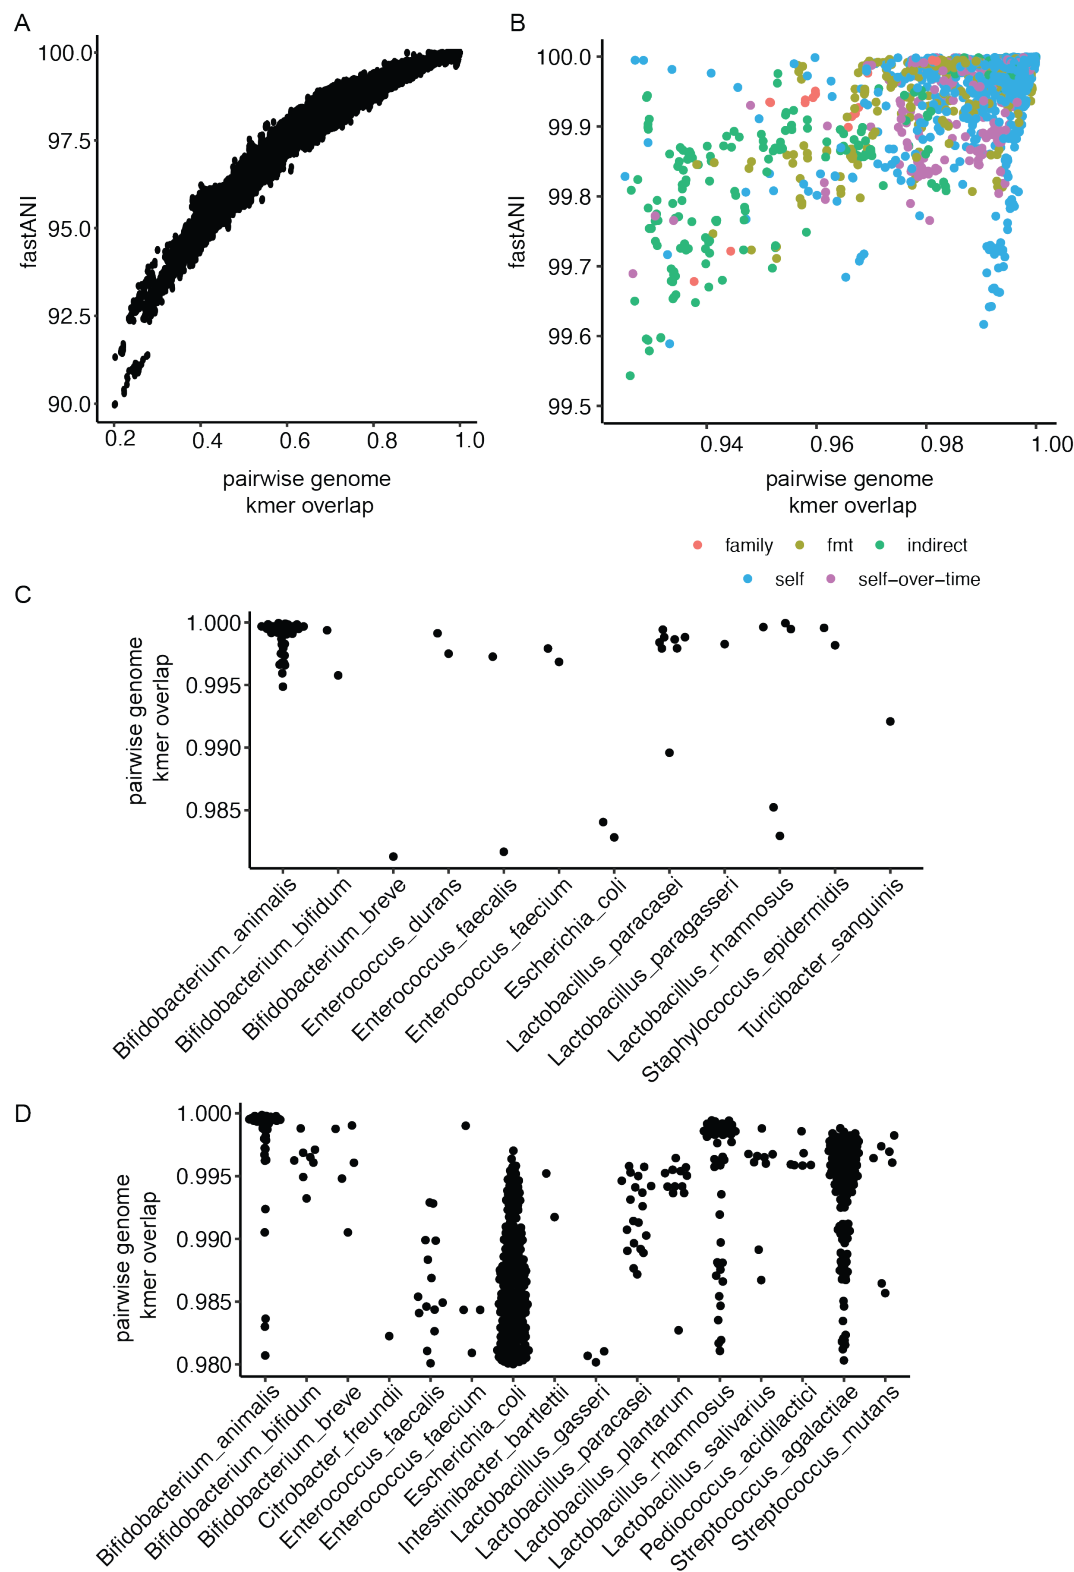 A
B
100.0
97.5
95.0
92.5
90.0
fastANI
0.2 0.4 0.6 0.8 1.0
pairwise genome
kmer overlap
100.0
99.9
99.8
99.7
99.6
99.5
fastANI
0.94 0.96 0.98 1.00
pairwise genome
kmer overlap
family fmt indirect
self self−over−time
C
1.000
0.995
0.990
0.985
pairwise genome
kmer overlap
Bifidobacterium_animalis
Bifidobacterium_bifidum
Bifidobacterium_breve
Enterococcus_durans
Enterococcus_faecalis
Enterococcus_faecium
Escherichia_coli
Lactobacillus_paracasei
Lactobacillus_paragasseri
Lactobacillus_rhamnosus
Staphylococcus_epidermidis
Turicibacter_sanguinis
D
1.000
0.995
0.990
0.985
0.980
pairwise genome
kmer overlap
Bifidobacterium_animalis
Bifidobacterium_bifidum
Bifidobacterium_breve
Citrobacter_freundii
Enterococcus_faecalis
Enterococcus_faecium
Escherichia_coli
Intestinibacter_bartlettii
Lactobacillus_gasseri
Lactobacillus_paracasei
Lactobacillus_plantarum
Lactobacillus_rhamnosus
Lactobacillus_salivarius
Pediococcus_acidilactici
Streptococcus_agalactiae
Streptococcus_mutans